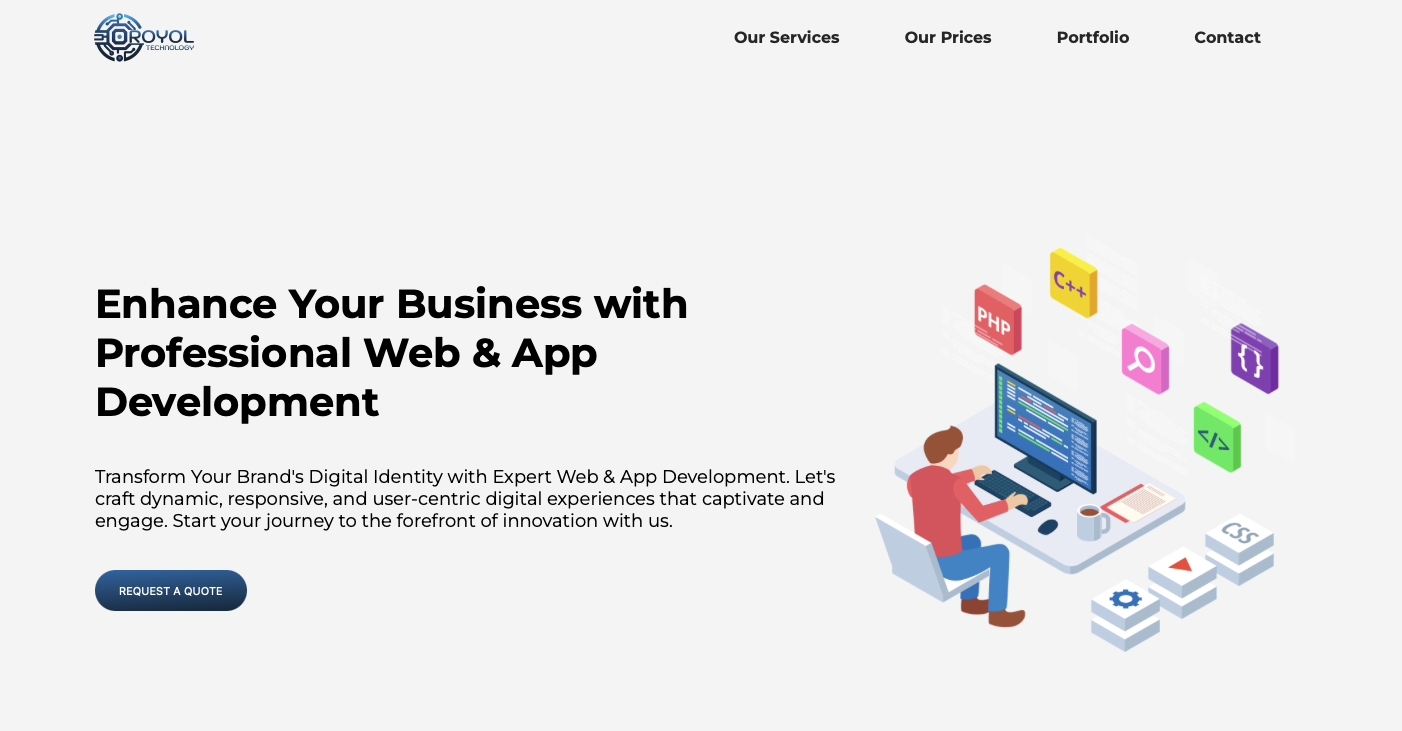 ROYOL
TECHNOLOGY
Our Services
Our Prices
Portfolio
Contact
Enhance Your Business with
Professional Web & App
Development
Transform Your Brand's Digital Identity with Expert Web & App Development. Let's
craft dynamic, responsive, and user-centric digital experiences that captivate and
engage. Start your journey to the forefront of innovation with us.
REQUEST A QUOTE
C++
PHP
{ }
</>
CSS